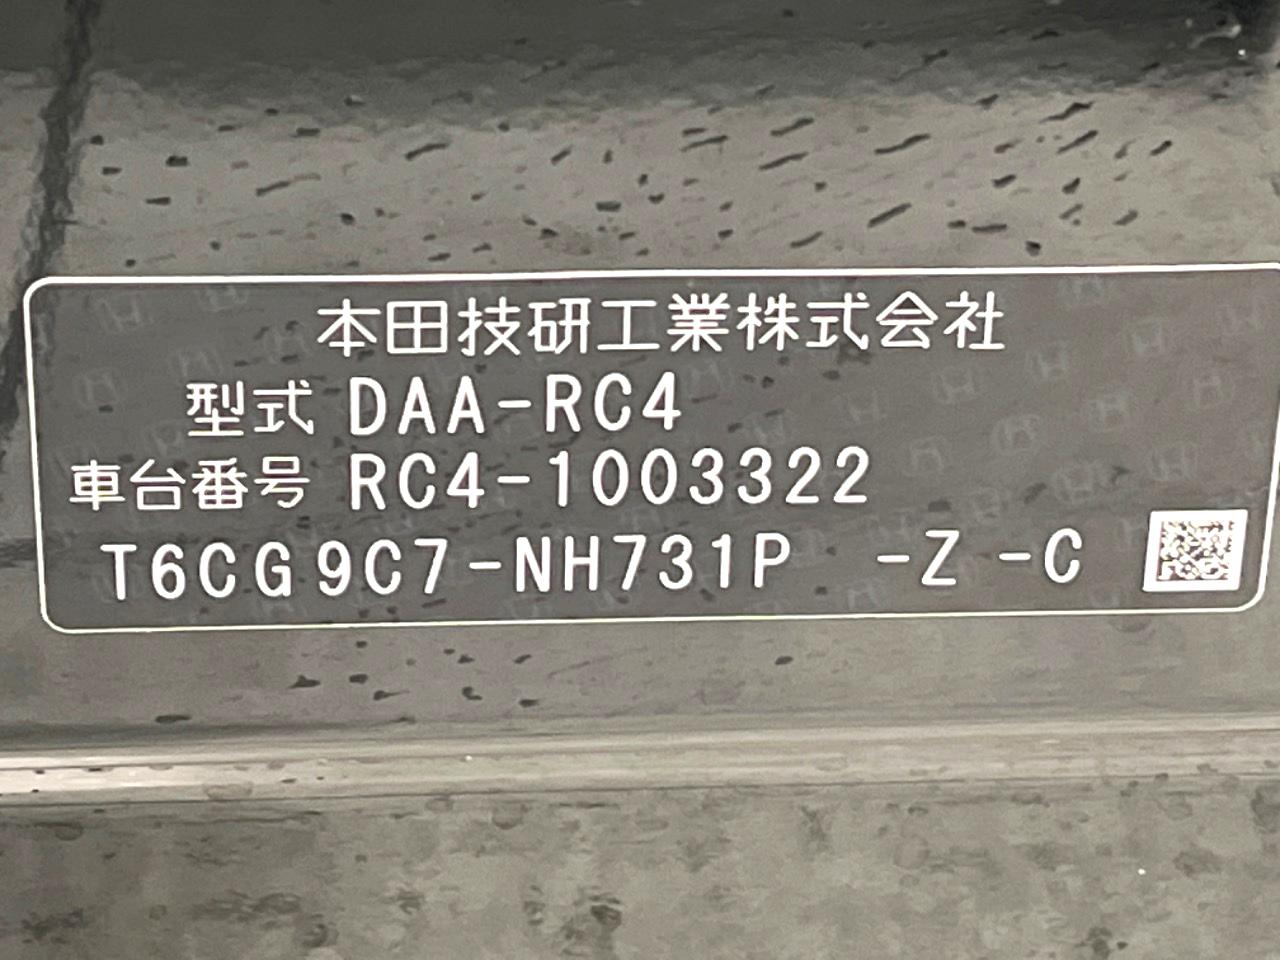 本田技研工業株式会社
型式 DAA-RC4
車台番号 RC4-1003322
T6CG9C7-NH731P -Z -C